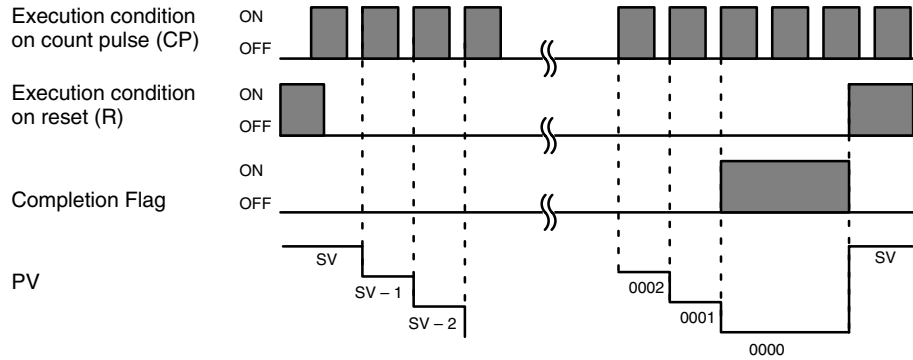 Execution condition
on count pulse (CP)
ON
OFF
Execution condition
on reset (R)
ON
OFF
Completion Flag
ON
OFF
PV
SV
SV – 1
SV – 2
0002
0001
0000
SV